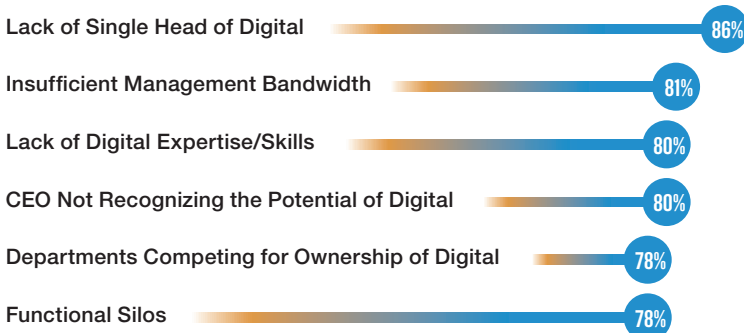 Lack of Single Head of Digital 86%
Insufficient Management Bandwidth 81%
Lack of Digital Expertise/Skills 80%
CEO Not Recognizing the Potential of Digital 80%
Departments Competing for Ownership of Digital 78%
Functional Silos 78%